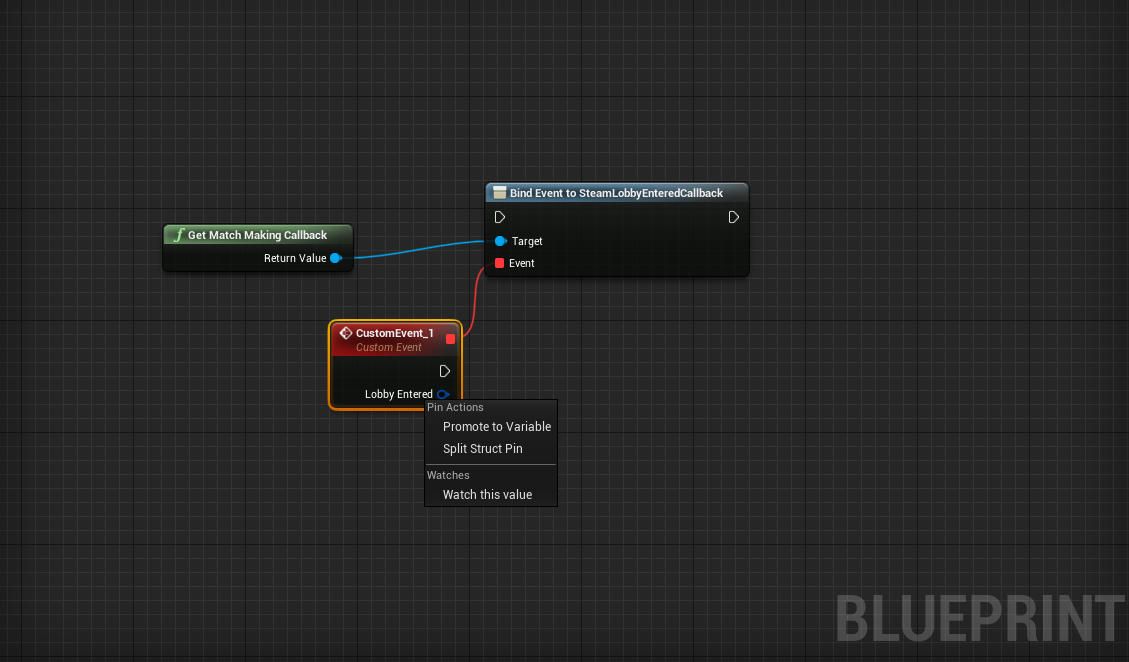 Bind Event to SteamLobbyEnteredCallback
Target
Event
f Get Match Making Callback
Return Value
CustomEvent_1
Custom Event
Lobby Entered
Pin Actions
Promote to Variable
Split Struct Pin
Watches
Watch this value
BLUEPRINT